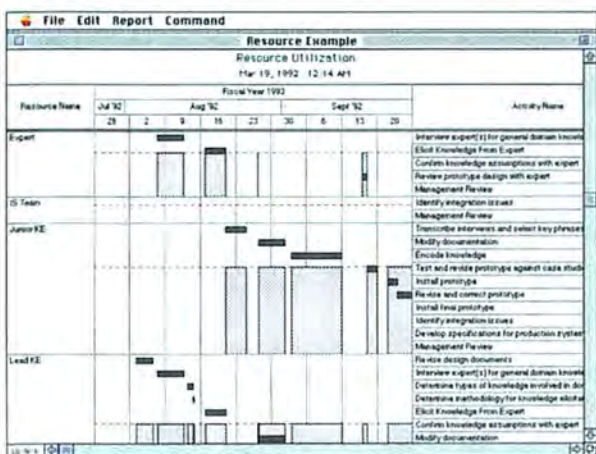 File Edit Report Command
Resource Example
Resource Utilization
Mar 19, 1992 12:14 AM
Resource Name
Fiscal Year 1992
Activity Name
Jul '92 Aug '92 Sept '92
26 2 9 16 23 30 6 13 20
Expert
Interview expert(s) for general domain knowle
Elicit Knowledge From Expert
Confirm knowledge assumptions with expert
Review prototype design with expert
Management Review
IS Team
Identify integration issues
Management Review
Junior KE
Transcribe interviews and select key phrases
Modify documentation
Encode knowledge
Test and revise prototype against case studi
Install prototype
Revise and correct prototype
Install final prototype
Identify integration issues
Develop specifications for production system
Management Review
Lead KE
Revise design documents
Interview expert(s) for general domain knowle
Determine types of knowledge involved in dom
Determine methodology for knowledge elicitat
Elicit Knowledge From Expert
Confirm knowledge assumptions with expert
Modify documentation